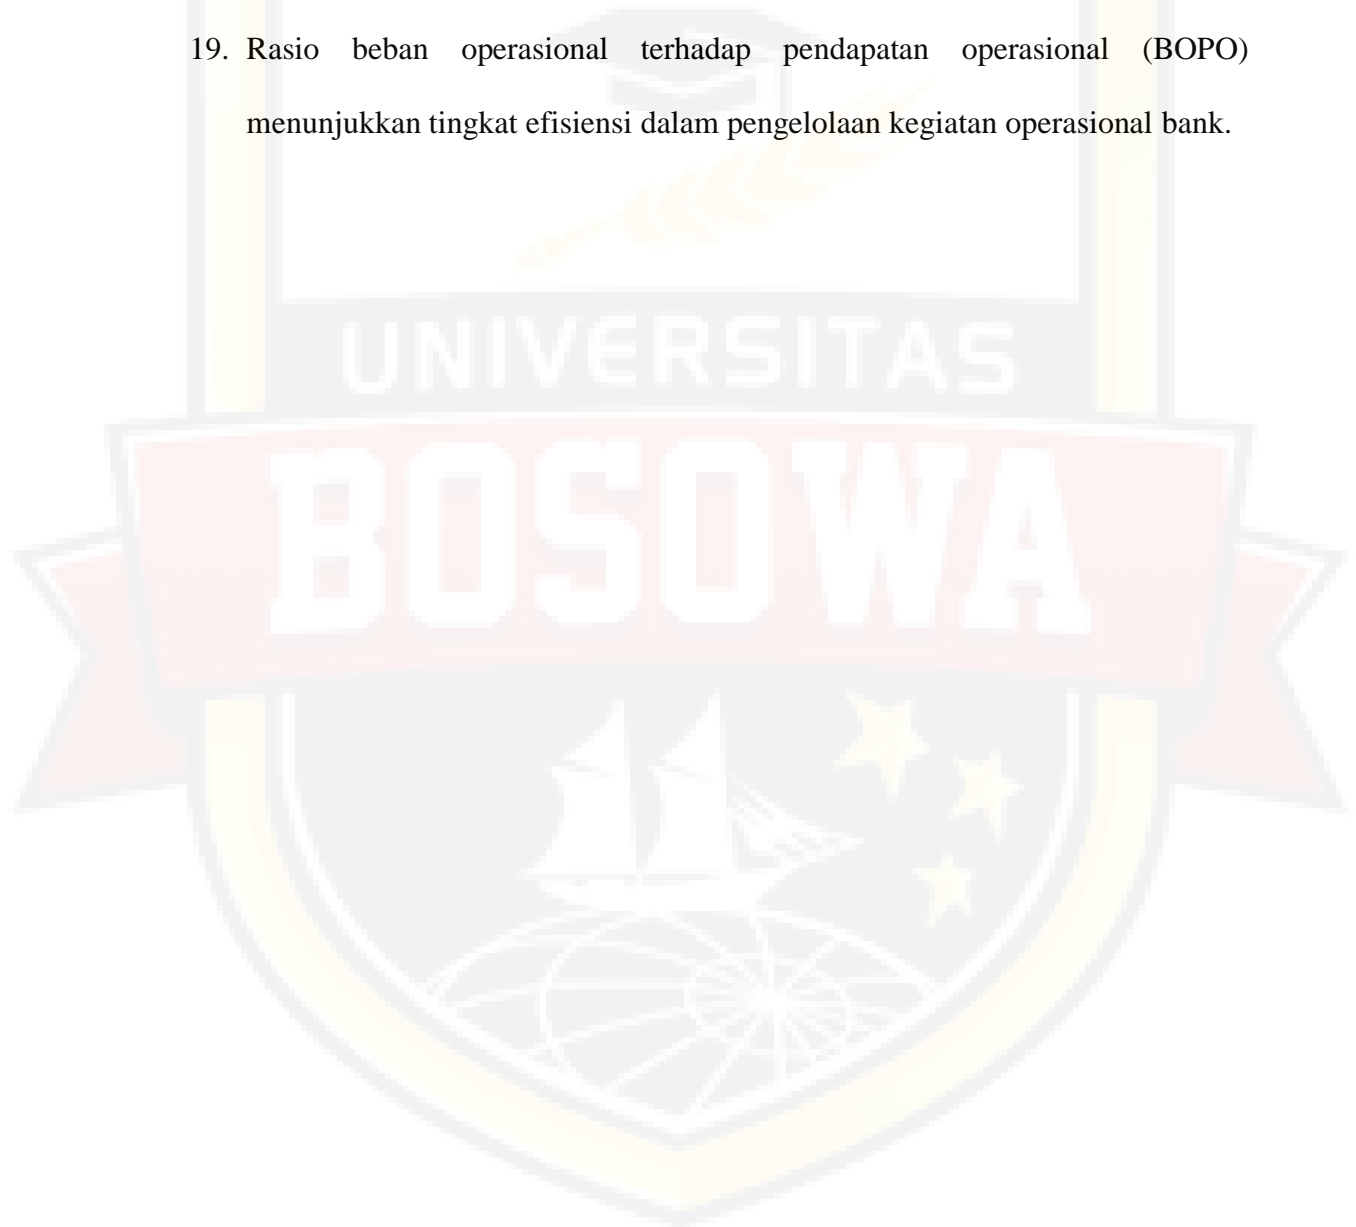 19. Rasio beban operasional terhadap pendapatan operasional (BOPO)
menunjukkan tingkat efisiensi dalam pengelolaan kegiatan operasional bank.
UNIVERSITAS
BOSOWA